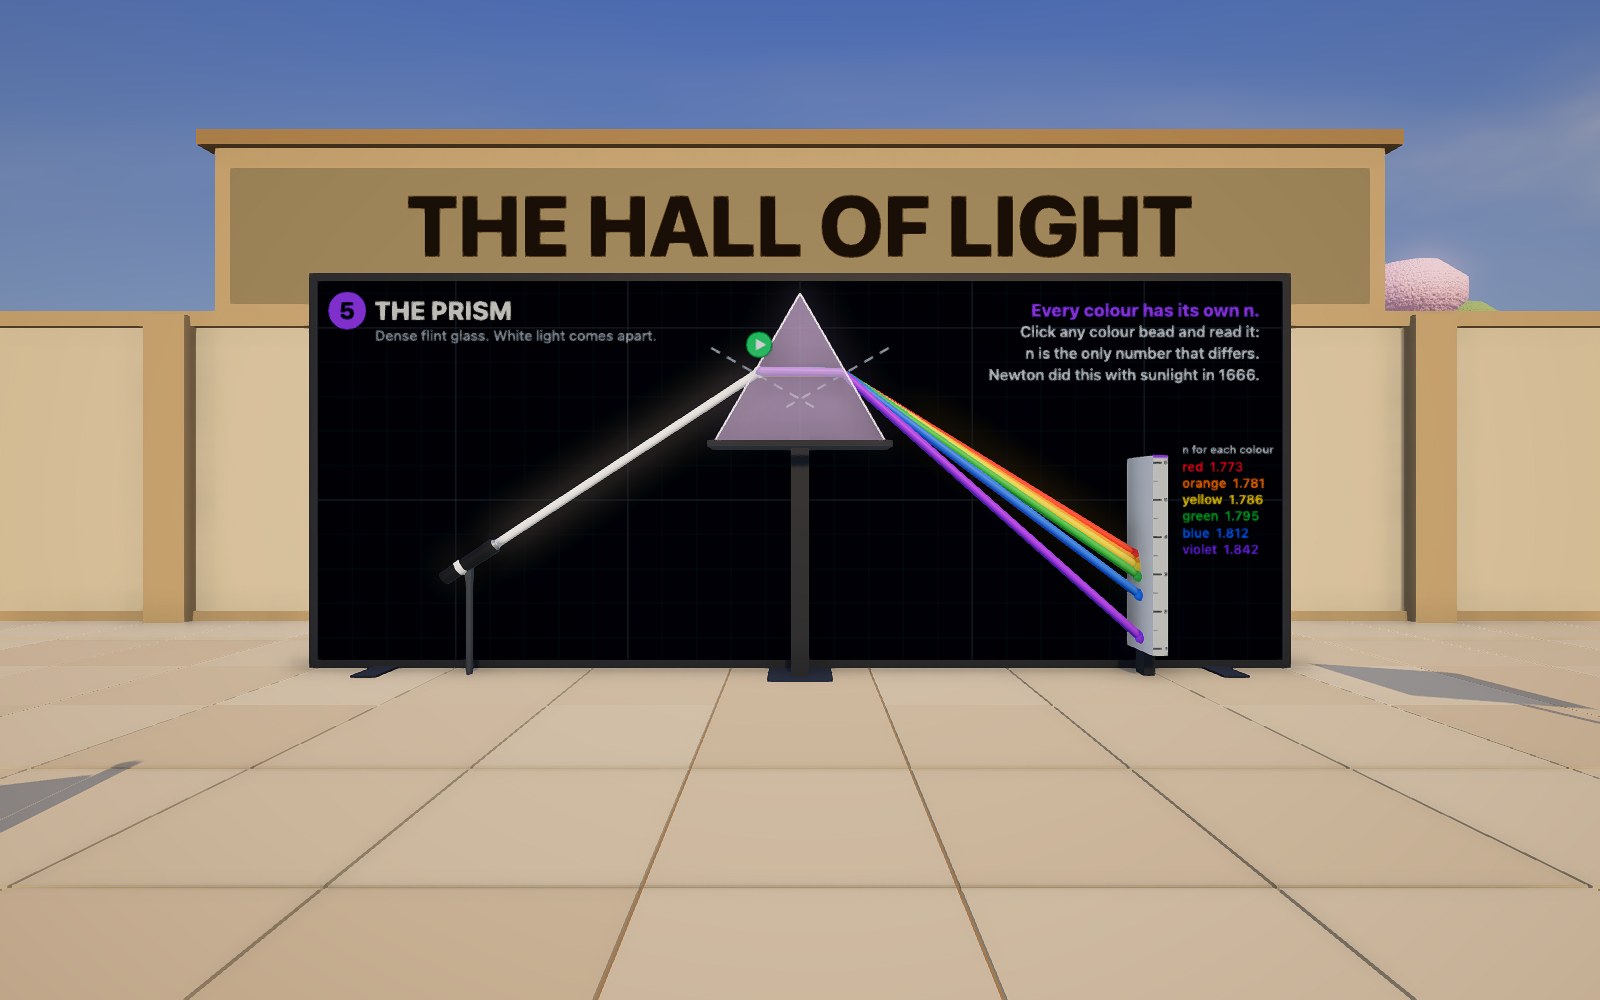 THE HALL OF LIGHT
5 THE PRISM
Dense flint glass. White light comes apart.
Every colour has its own n.
Click any colour bead and read it:
n is the only number that differs.
Newton did this with sunlight in 1666.
n for each colour
red 1.773
orange 1.781
yellow 1.786
green 1.795
blue 1.812
violet 1.842